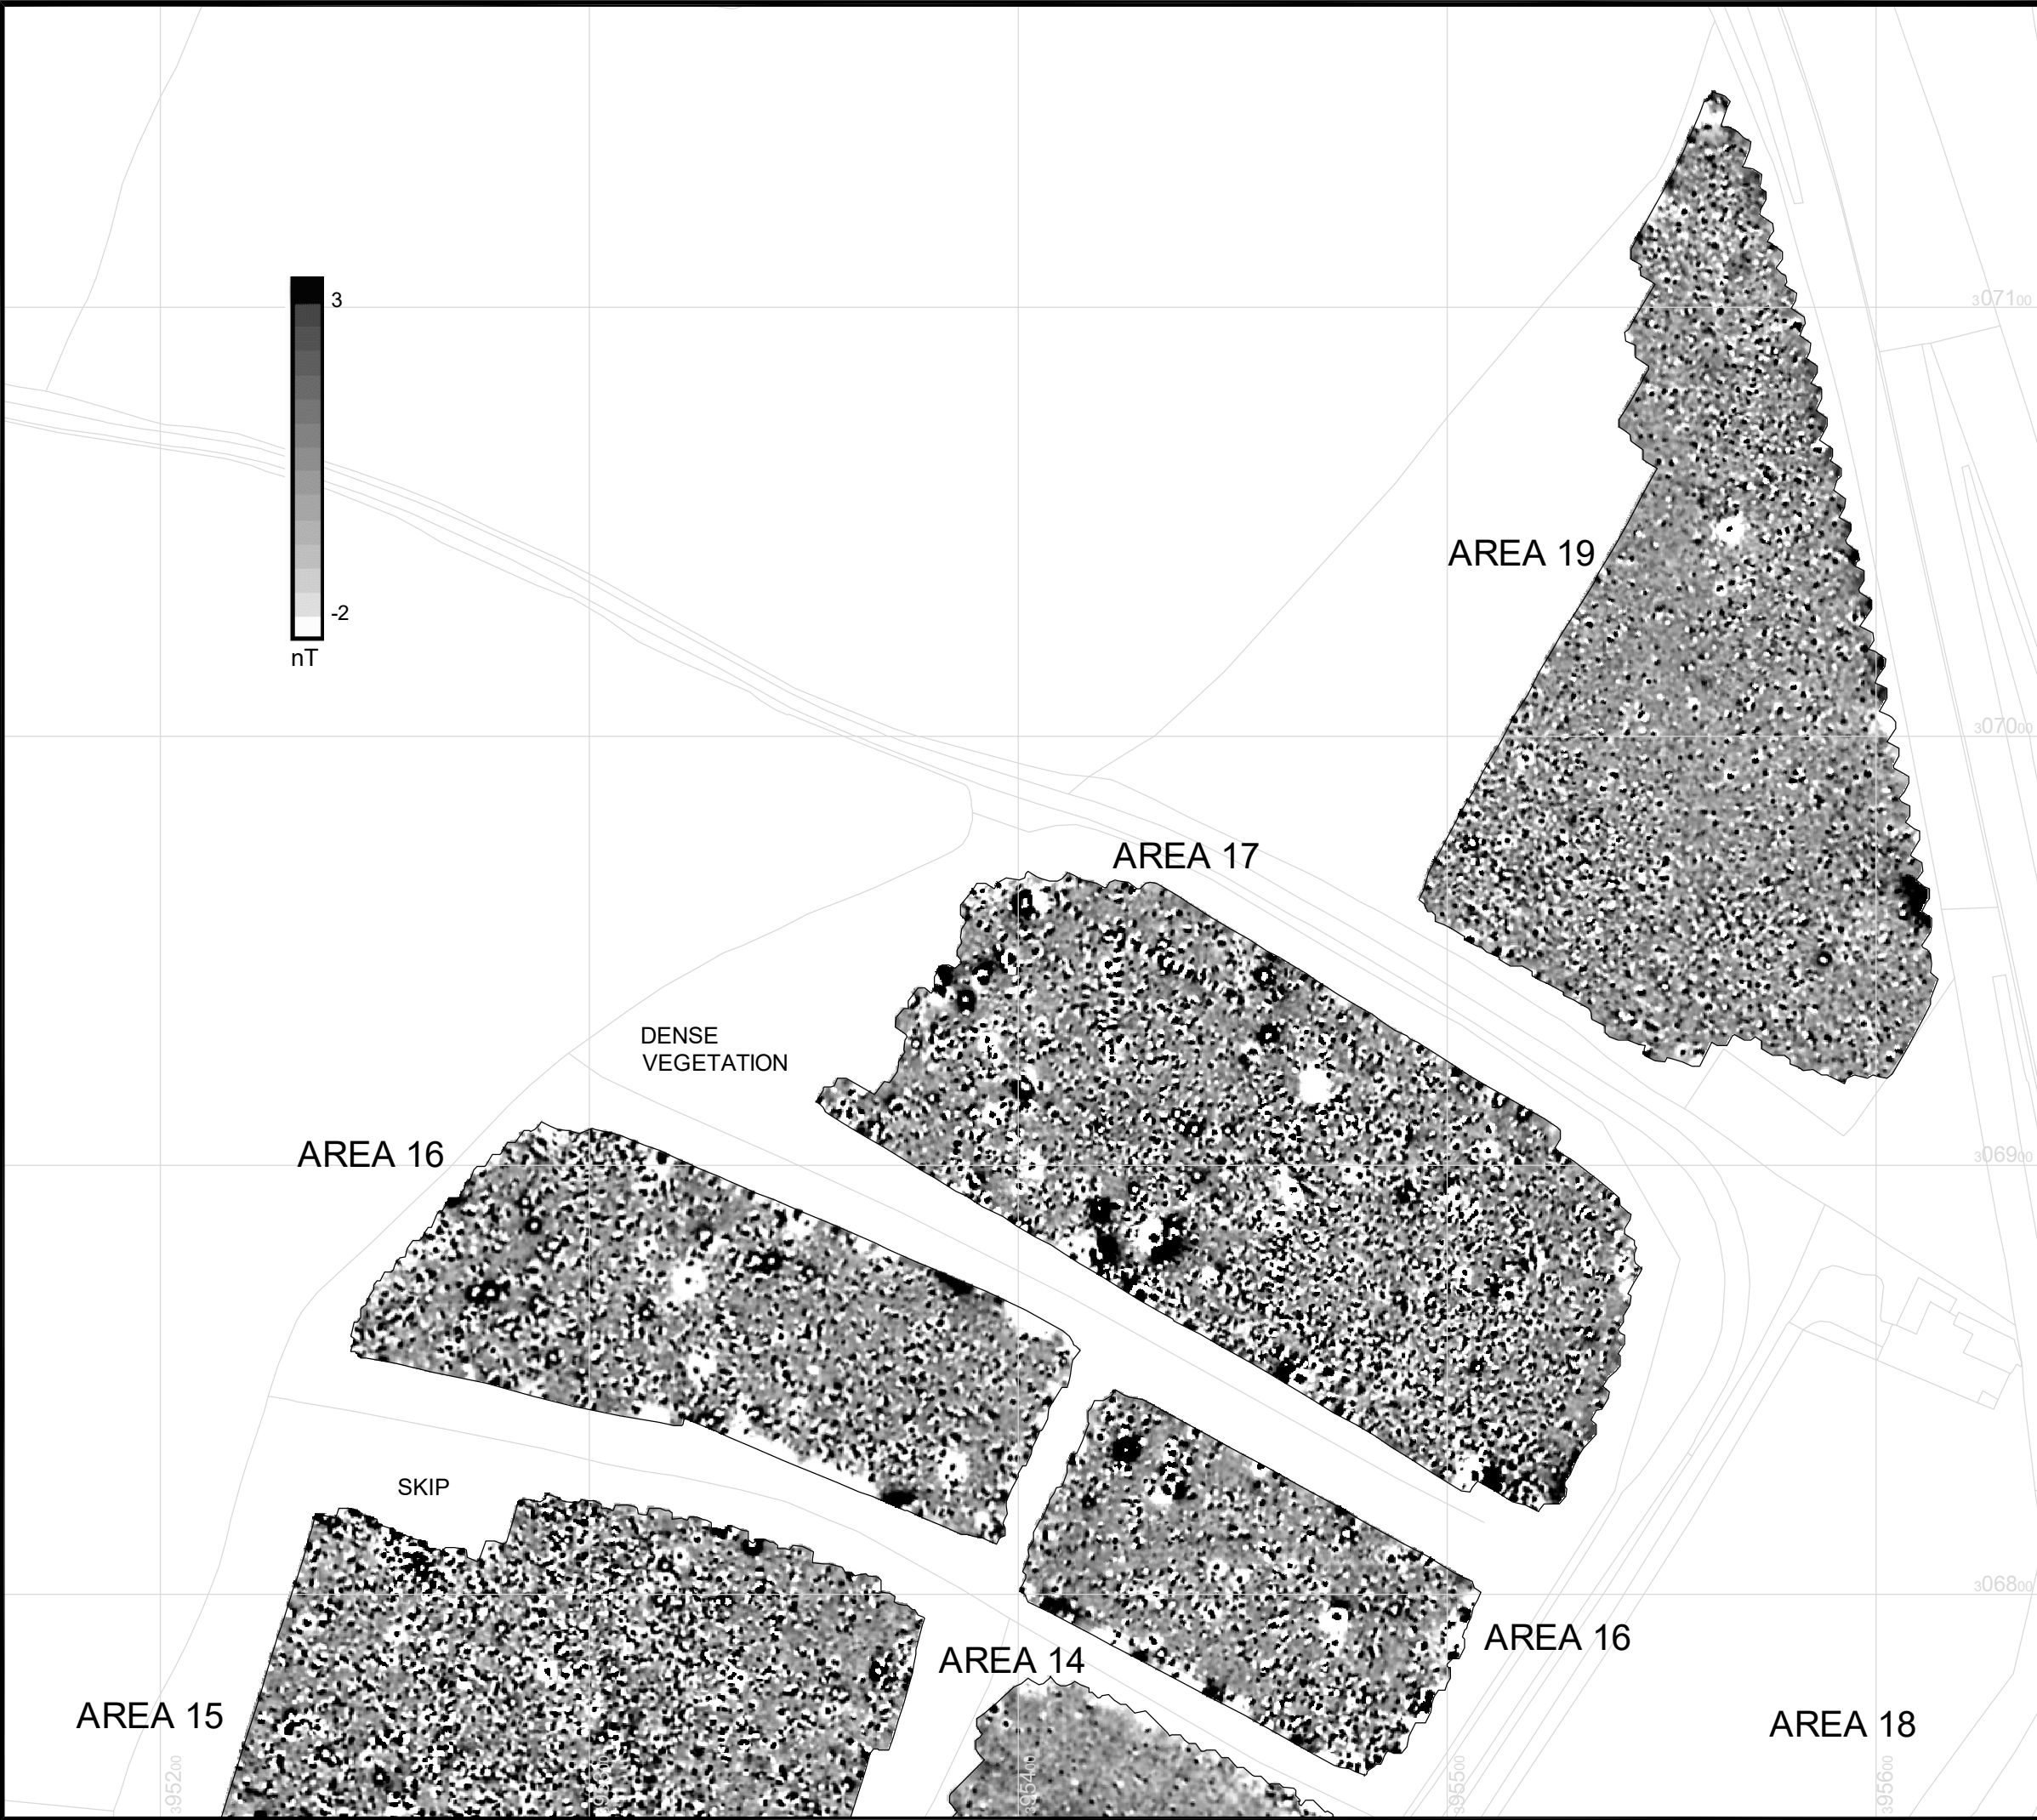 307100
3
AREA 19
-2
nT
307000
AREA 17
DENSE
VEGETATION
AREA 16
306900
SKIP
306800
AREA 16
AREA 14
AREA 15
AREA 18
395200
395400
395500
395600